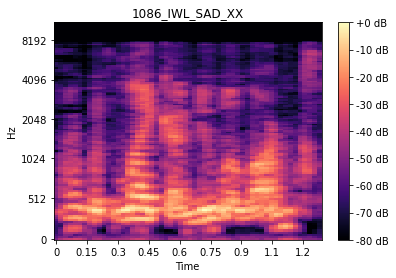 1086_IWL_SAD_XX
Hz
8192
4096
2048
1024
512
0
0 0.15 0.3 0.45 0.6 0.75 0.9 1.1 1.2
Time
+0 dB
-10 dB
-20 dB
-30 dB
-40 dB
-50 dB
-60 dB
-70 dB
-80 dB